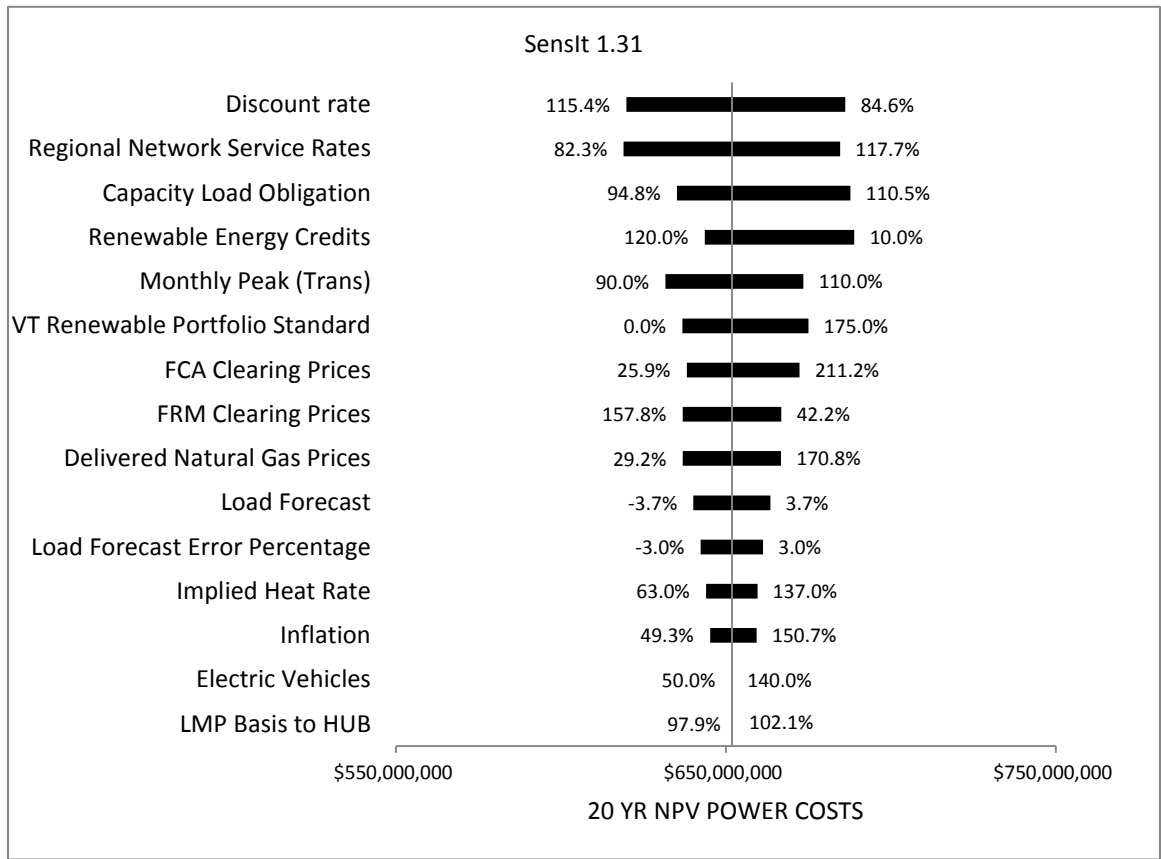 SensIt 1.31
Discount rate 115.4% 84.6%
Regional Network Service Rates 82.3% 117.7%
Capacity Load Obligation 94.8% 110.5%
Renewable Energy Credits 120.0% 10.0%
Monthly Peak (Trans) 90.0% 110.0%
VT Renewable Portfolio Standard 0.0% 175.0%
FCA Clearing Prices 25.9% 211.2%
FRM Clearing Prices 157.8% 42.2%
Delivered Natural Gas Prices 29.2% 170.8%
Load Forecast -3.7% 3.7%
Load Forecast Error Percentage -3.0% 3.0%
Implied Heat Rate 63.0% 137.0%
Inflation 49.3% 150.7%
Electric Vehicles 50.0% 140.0%
LMP Basis to HUB 97.9% 102.1%
$550,000,000 $650,000,000 $750,000,000
20 YR NPV POWER COSTS